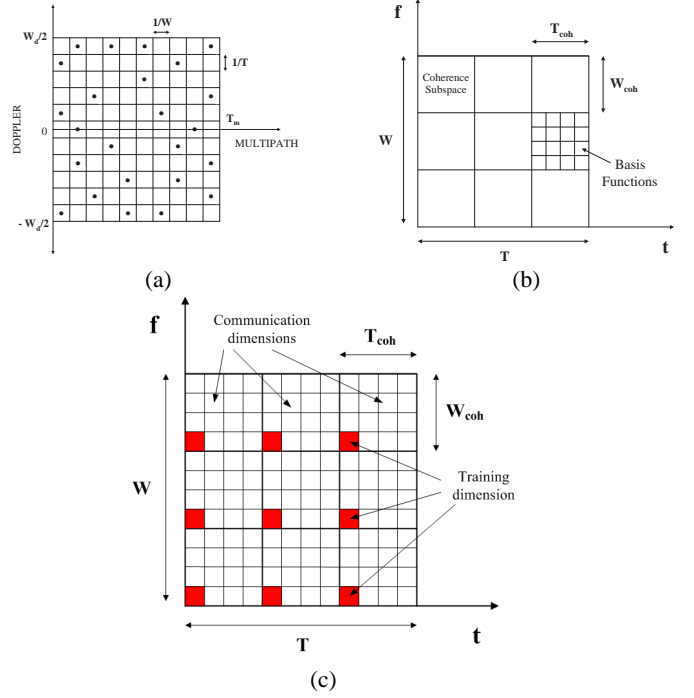 1/W
W_d/2
1/T
DOPPLER
0
T_m
MULTIPATH
- W_d/2
(a)
f
T_coh
Coherence
Subspace
W_coh
W
Basis
Functions
T
t
(b)
f
Communication
dimensions
T_coh
W_coh
W
Training
dimension
T
t
(c)